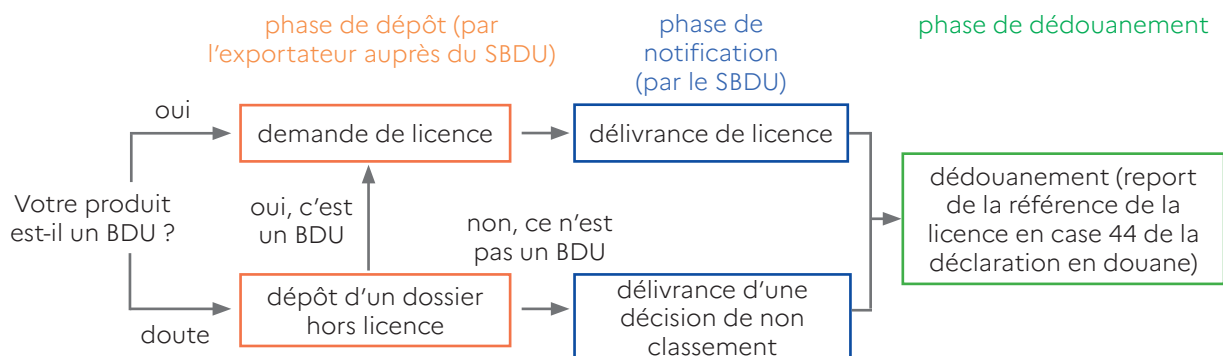 phase de dépôt (par
l'exportateur auprès du SBDU)
phase de
notification
(par le SBDU)
phase de dédouanement
oui
demande de licence
délivrance de licence
Votre produit
est-il un BDU ?
oui, c'est
un BDU
non, ce n'est
pas un BDU
dédouanement (report
de la référence de la
licence en case 44 de la
déclaration en douane)
doute
dépôt d'un dossier
hors licence
délivrance d'une
décision de non
classement